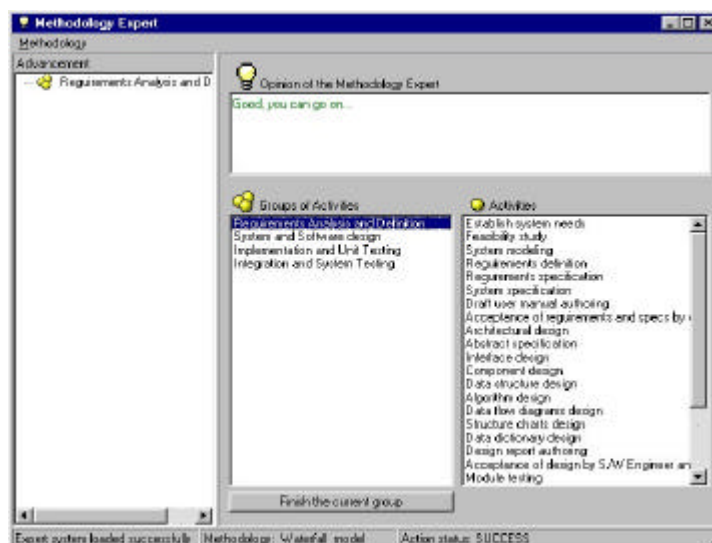 Methodology Expert
Methodology
Advancement
Requirements Analysis and D
Opinion of the Methodology Expert
Good, you can go on...
Groups of Activities
Requirements Analysis and Definition
System and Software design
Implementation and Unit Testing
Integration and System Testing
Activities
Establish system needs
Feasibility study
System modeling
Requirements definition
Requirements specification
System specification
Draft user manual authoring
Acceptance of requirements and specs by
Architectural design
Abstract specification
Interface design
Component design
Data structure design
Algorithm design
Data flow diagrams design
Structure charts design
Data dictionary design
Design report authoring
Acceptance of design by S/W Engineer an
Module testing
Finish the current group
Expert system loaded successfully
Methodology: Waterfall model
Action status: SUCCESS